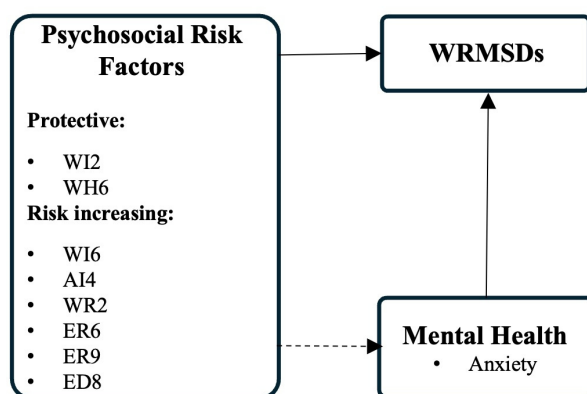 Psychosocial Risk
Factors
Protective:
• WI2
• WH6
Risk increasing:
• WI6
• AI4
• WR2
• ER6
• ER9
• ED8
WRMSDs
Mental Health
• Anxiety